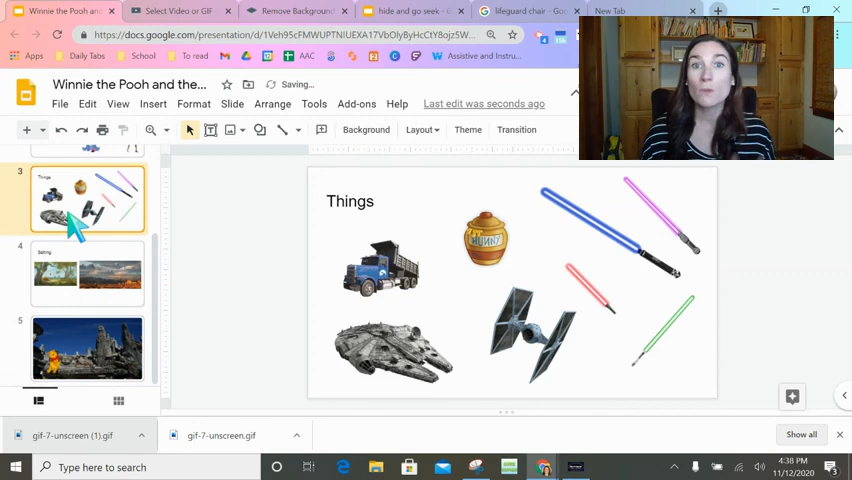 Winnie the Pooh and the
Select Video or GIF
Remove Background
hide and go seek -
lifeguard chair
New Tab
https://docs.google.com/presentation/d/1Veh95cFMWUPTNIUEXA17VbOlyByHcCtY8ojz5W
Apps
Daily Tabs
School
To read
M
GAC
AAC
Assistive and Instru
Winnie the Pooh and the...
Saving...
File Edit View Insert Format Slide Arrange Tools Add-ons Help Last edit was seconds ago
Background Layout Theme Transition
3
Things
4
Setting
5
Things
HUNNY
gif-7-unscreen (1).gif
gif-7-unscreen.gif
Show all
Type here to search
4:38 PM
11/12/2020
3